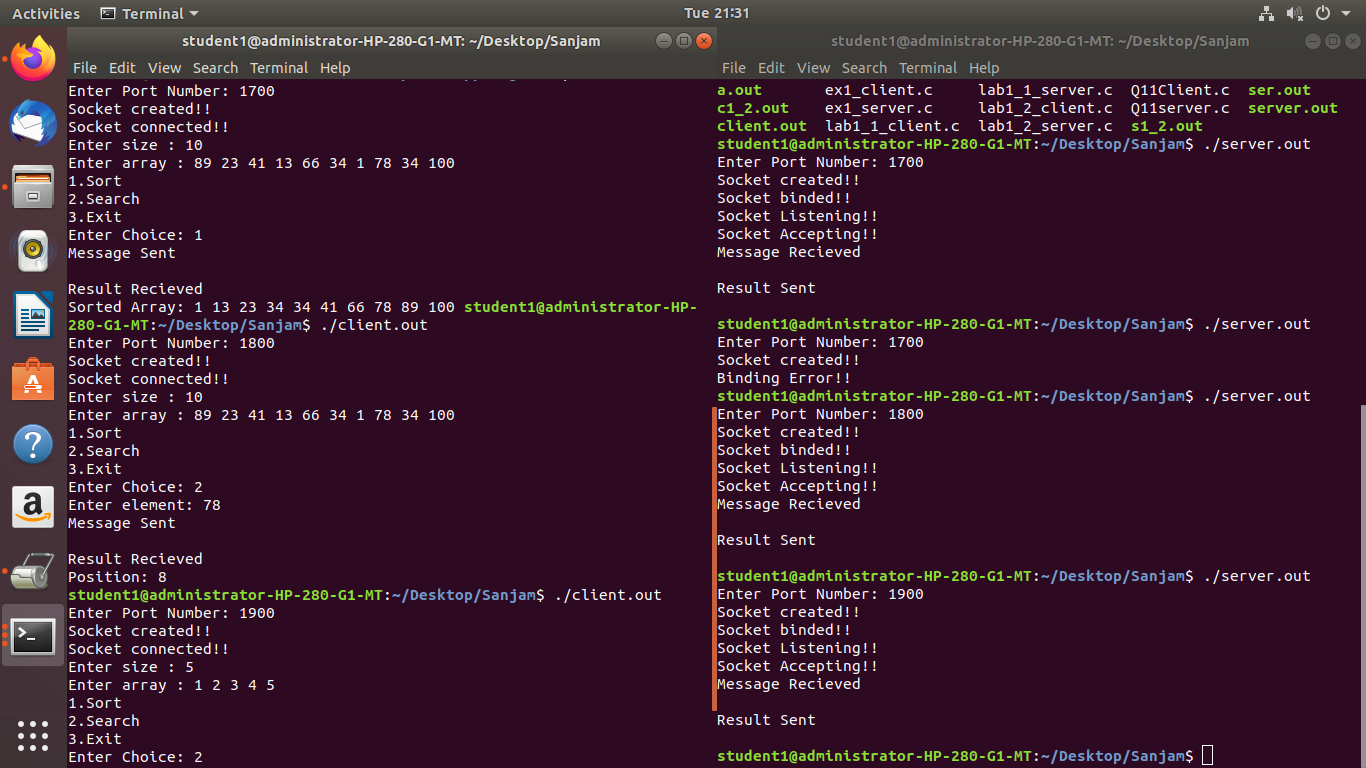 Activities Terminal Tue 21:31
student1@administrator-HP-280-G1-MT: ~/Desktop/Sanjam
File Edit View Search Terminal Help
Enter Port Number: 1700
Socket created!!
Socket connected!!
Enter size : 10
Enter array : 89 23 41 13 66 34 1 78 34 100
1.Sort
2.Search
3.Exit
Enter Choice: 1
Message Sent
Result Recieved
Sorted Array: 1 13 23 34 34 41 66 78 89 100 student1@administrator-HP-
280-G1-MT:~/Desktop/Sanjam$ ./client.out
Enter Port Number: 1800
Socket created!!
Socket connected!!
Enter size : 10
Enter array : 89 23 41 13 66 34 1 78 34 100
1.Sort
2.Search
3.Exit
Enter Choice: 2
Enter element: 78
Message Sent
Result Recieved
Position: 8
student1@administrator-HP-280-G1-MT:~/Desktop/Sanjam$ ./client.out
Enter Port Number: 1900
Socket created!!
Socket connected!!
Enter size : 5
Enter array : 1 2 3 4 5
1.Sort
2.Search
3.Exit
Enter Choice: 2
student1@administrator-HP-280-G1-MT: ~/Desktop/Sanjam
File Edit View Search Terminal Help
a.out ex1_client.c lab1_1_server.c Q11Client.c ser.out
c1_2.out ex1_server.c lab1_2_client.c Q11server.c server.out
client.out lab1_1_client.c lab1_2_server.c s1_2.out
student1@administrator-HP-280-G1-MT:~/Desktop/Sanjam$ ./server.out
Enter Port Number: 1700
Socket created!!
Socket binded!!
Socket Listening!!
Socket Accepting!!
Message Recieved
Result Sent
student1@administrator-HP-280-G1-MT:~/Desktop/Sanjam$ ./server.out
Enter Port Number: 1700
Socket created!!
Binding Error!!
student1@administrator-HP-280-G1-MT:~/Desktop/Sanjam$ ./server.out
Enter Port Number: 1800
Socket created!!
Socket binded!!
Socket Listening!!
Socket Accepting!!
Message Recieved
Result Sent
student1@administrator-HP-280-G1-MT:~/Desktop/Sanjam$ ./server.out
Enter Port Number: 1900
Socket created!!
Socket binded!!
Socket Listening!!
Socket Accepting!!
Message Recieved
Result Sent
student1@administrator-HP-280-G1-MT:~/Desktop/Sanjam$